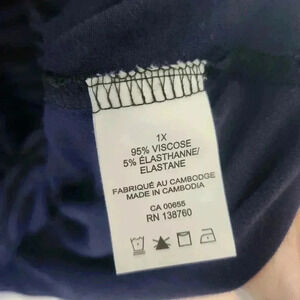 1X
95% VISCOSE
5% ÉLASTHANNE/
ELASTANE
FABRIQUÉ AU CAMBODGE
MADE IN CAMBODIA
CA 00655
RN 138760